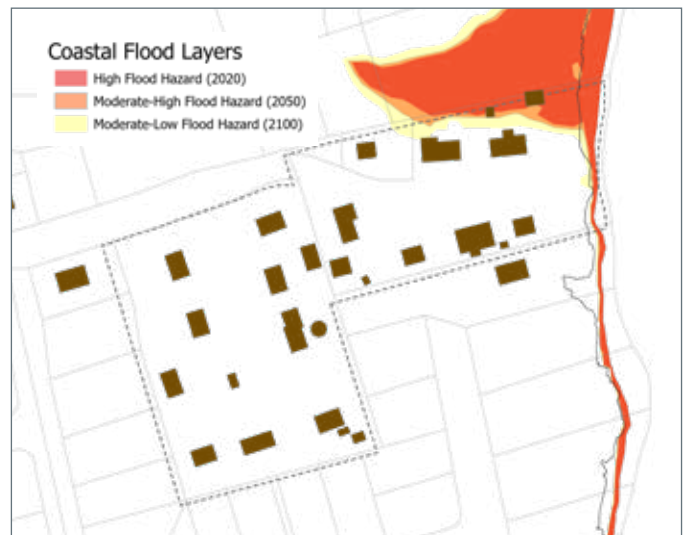 Coastal Flood Layers
High Flood Hazard (2020)
Moderate-High Flood Hazard (2050)
Moderate-Low Flood Hazard (2100)